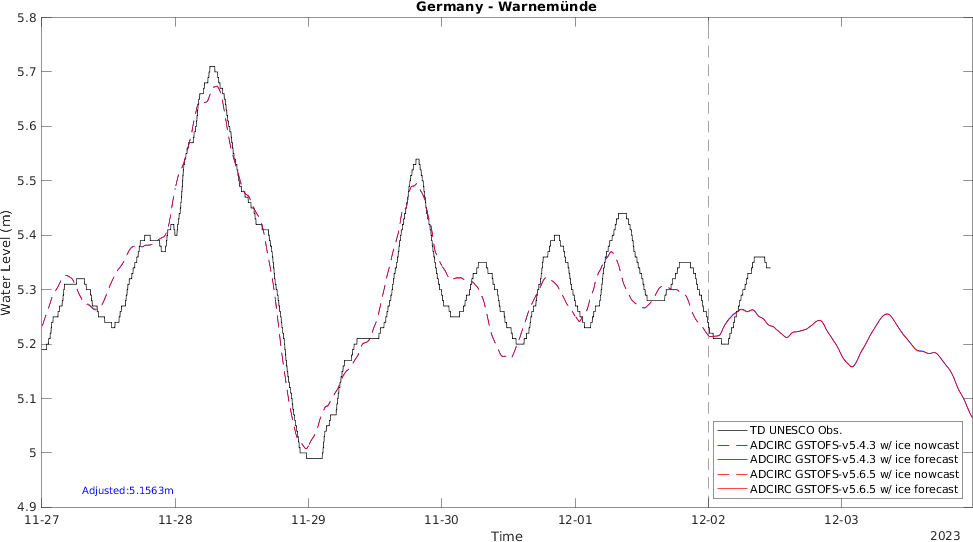 Germany - Warnemünde
Water Level (m)
5.8
5.7
5.6
5.5
5.4
5.3
5.2
5.1
5
4.9
Adjusted:5.1563m
TD UNESCO Obs.
ADCIRC GSTOFS-v5.4.3 w/ ice nowcast
ADCIRC GSTOFS-v5.4.3 w/ ice forecast
ADCIRC GSTOFS-v5.6.5 w/ ice nowcast
ADCIRC GSTOFS-v5.6.5 w/ ice forecast
11-27 11-28 11-29 11-30 12-01 12-02 12-03
Time
2023